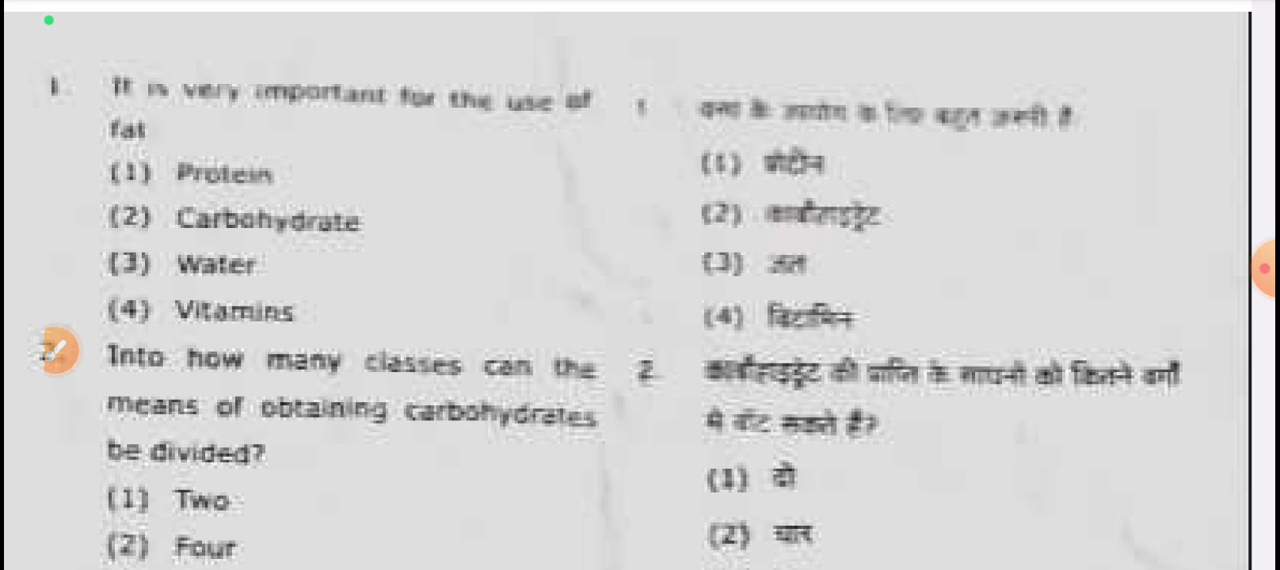 1. It is very important for the use of
fat
(1) Protein
(2) Carbohydrate
(3) Water
(4) Vitamins
Into how many classes can the
means of obtaining carbohydrates
be divided?
(1) Two
(2) Four
1 के उपयोग के लिए बहुत जरूरी है
(1) प्रोटीन
(2) कार्बोहाइड्रेट
(3) जल
(4) विटामिन
2. कार्बोहाइड्रेट की प्राप्ति के साधनो को कितने वर्गों
मे बाँट सकते हैं?
(1) दो
(2) चार